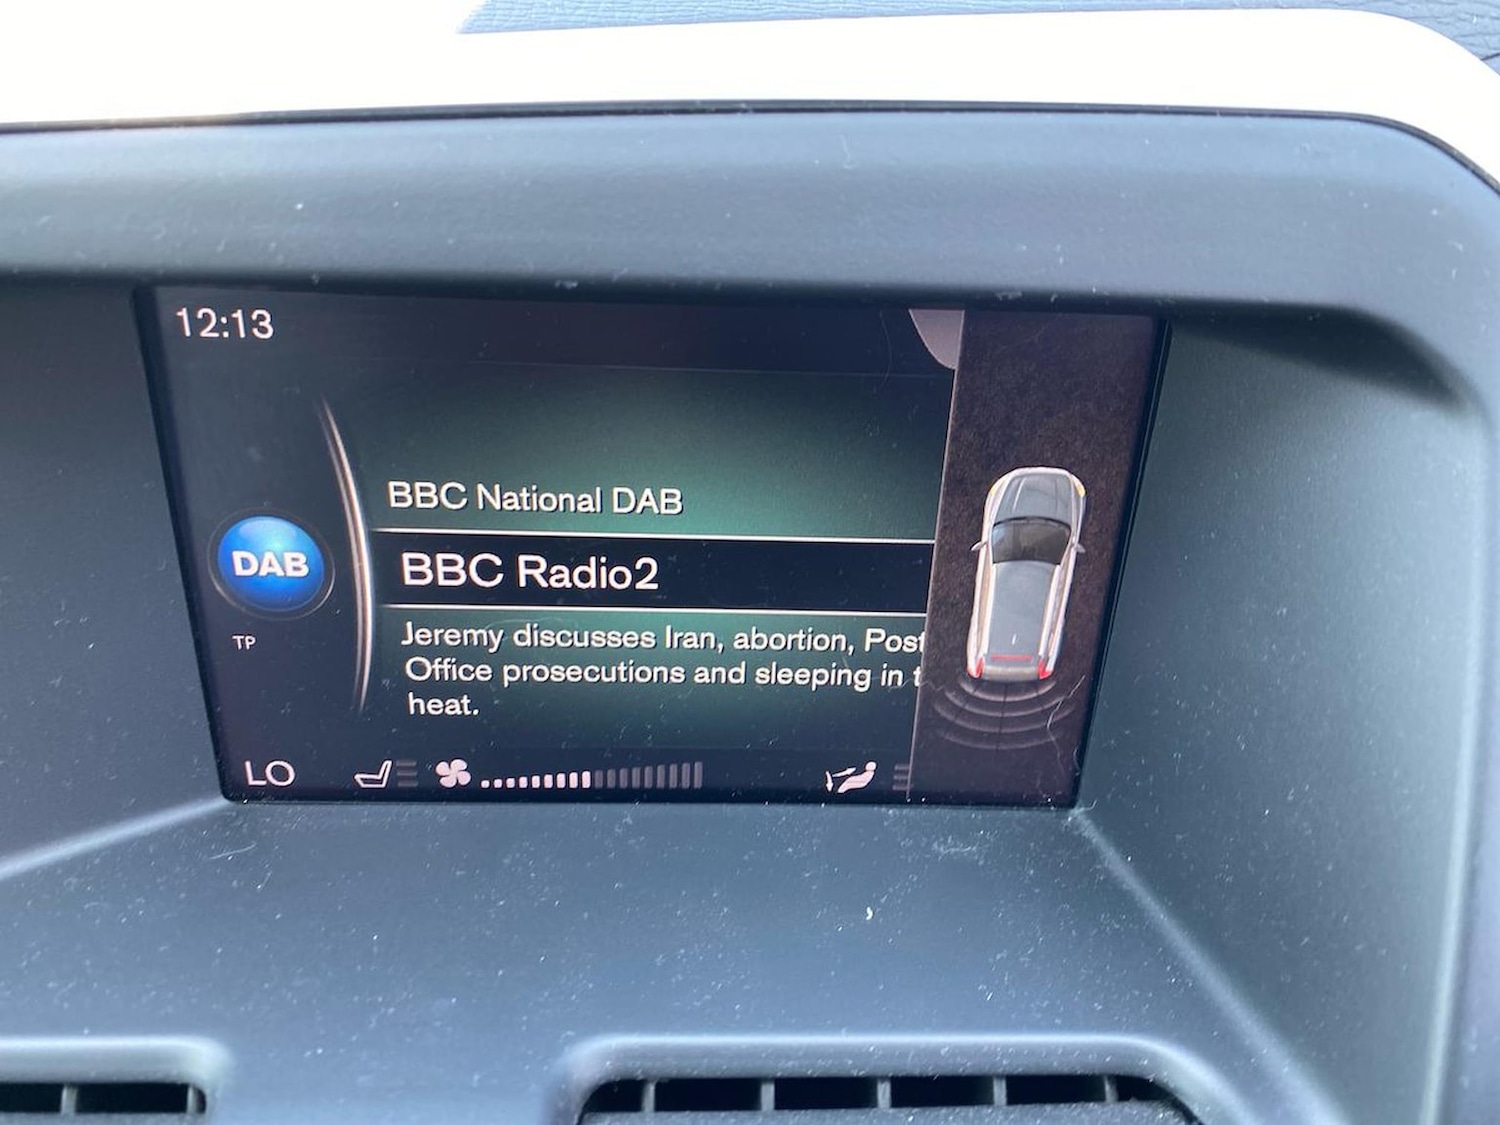 12:13
BBC National DAB
DAB
BBC Radio2
TP
Jeremy discusses Iran, abortion, Post
Office prosecutions and sleeping in t
heat.
LO